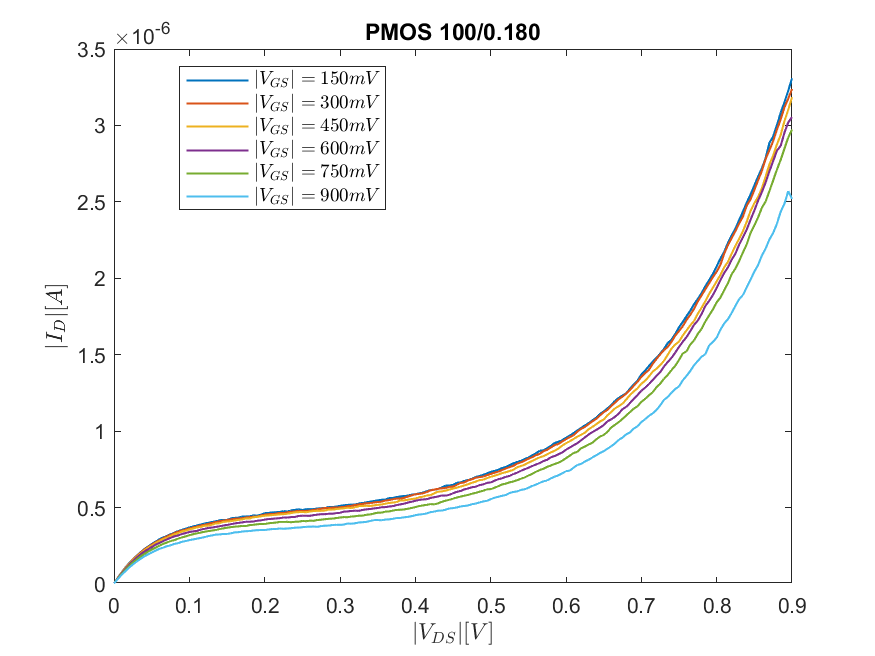 PMOS 100/0.180
×10⁻⁶
3.5
3
2.5
2
1.5
1
0.5
0
|I_D|[A]
|V_GS| = 150mV
|V_GS| = 300mV
|V_GS| = 450mV
|V_GS| = 600mV
|V_GS| = 750mV
|V_GS| = 900mV
0 0.1 0.2 0.3 0.4 0.5 0.6 0.7 0.8 0.9
|V_DS|[V]